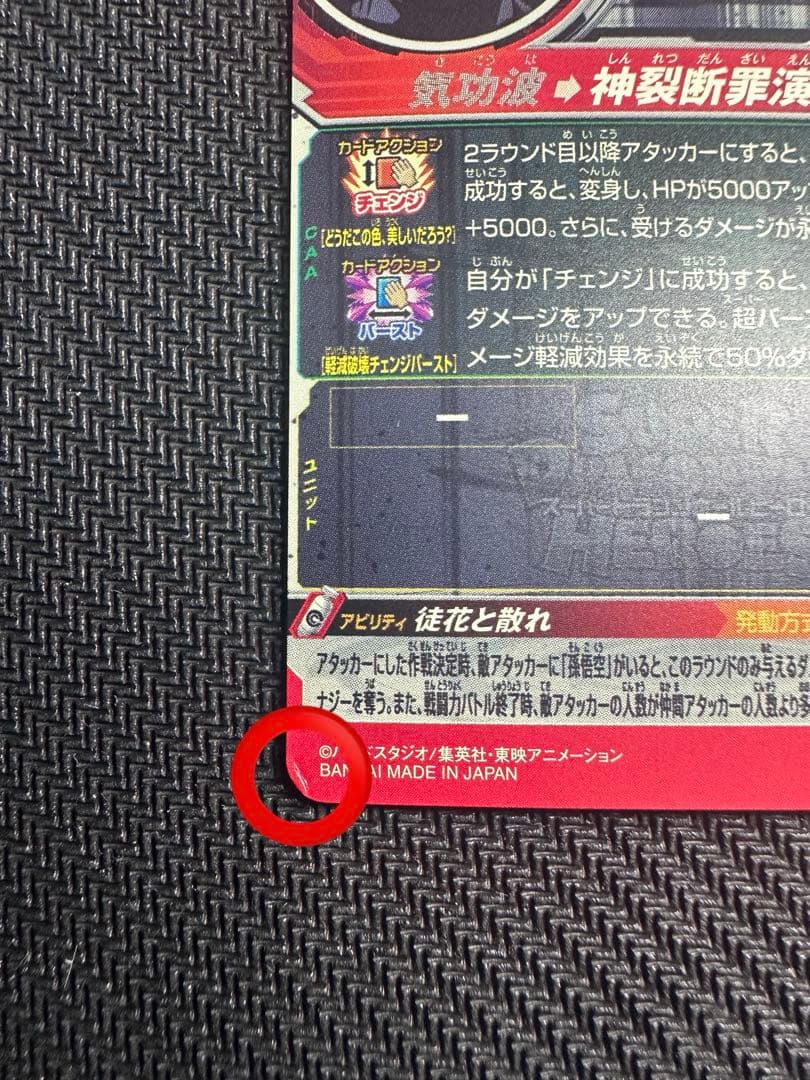 気功波➡神裂断罪演
カードアクション
チェンジ
[どうだこの色、美しいだろう?]
2ラウンド目以降アタッカーにすると、
成功すると、変身し、HPが5000アッ
+5000。さらに、受けるダメージが永
CAA
カードアクション
バースト
[軽減破壊チェンジバースト]
自分が「チェンジ」に成功すると、
ダメージをアップできる。超バー
メージ軽減効果を永続で50%
ユニット
ー
ー
HEROES
アビリティ 徒花と散れ 発動方式
アタッカーにした作戦決定時、敵アタッカーに「孫悟空」がいると、このラウンドのみ与える
ナジーを奪う。また、戦闘力バトル終了時、敵アタッカーの人数が仲間アタッカーの人数より多
©バ ドスタジオ/集英社・東映アニメーション
BANDAI MADE IN JAPAN